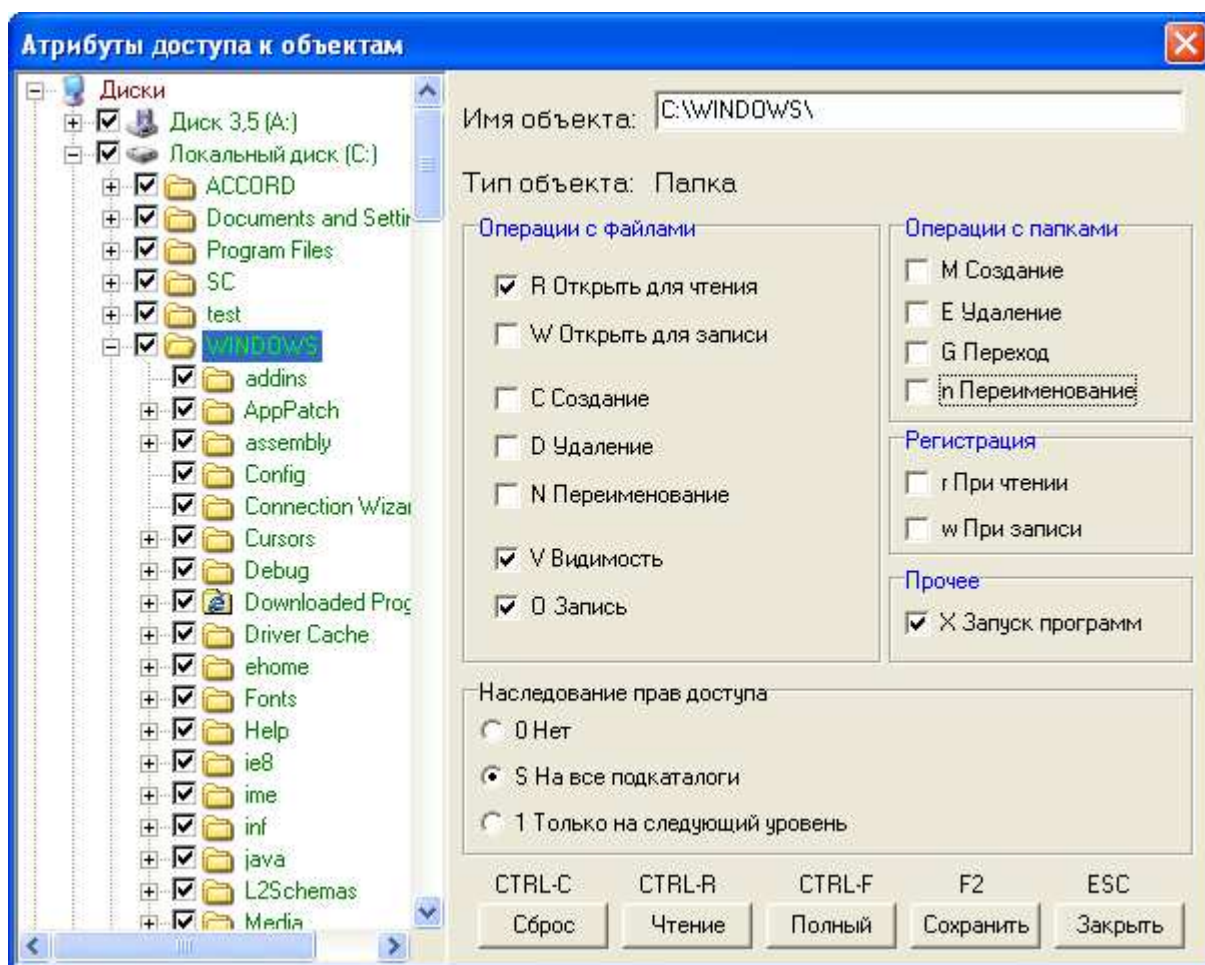 Атрибуты доступа к объектам
Диски
Диск 3,5 (A:)
Локальный диск (C:)
ACCORD
Documents and Settin
Program Files
SC
test
WINDOWS
addins
AppPatch
assembly
Config
Connection Wizar
Cursors
Debug
Downloaded Prog
Driver Cache
ehome
Fonts
Help
ie8
ime
inf
java
L2Schemas
Media
Имя объекта: C:\WINDOWS\
Тип объекта: Папка
Операции с файлами
R Открыть для чтения
W Открыть для записи
C Создание
D Удаление
N Переименование
V Видимость
O Запись
Операции с папками
M Создание
E Удаление
G Переход
n Переименование
Регистрация
r При чтении
w При записи
Прочее
X Запуск программ
Наследование прав доступа
0 Нет
S На все подкаталоги
1 Только на следующий уровень
CTRL-C CTRL-R CTRL-F F2 ESC
Сброс Чтение Полный Сохранить Закрыть